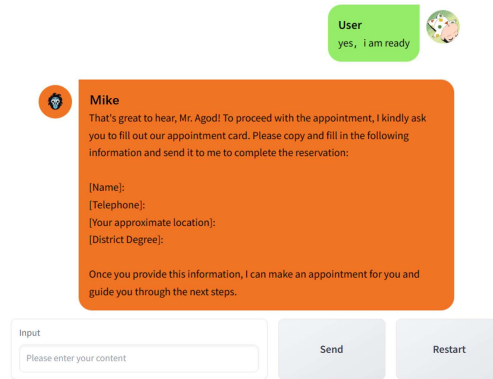 User
yes, i am ready
Mike
That's great to hear, Mr. Agod! To proceed with the appointment, I kindly ask
you to fill out our appointment card. Please copy and fill in the following
information and send it to me to complete the reservation:
[Name]:
[Telephone]:
[Your approximate location]:
[District Degree]:
Once you provide this information, I can make an appointment for you and
guide you through the next steps.
Input
Please enter your content
Send
Restart